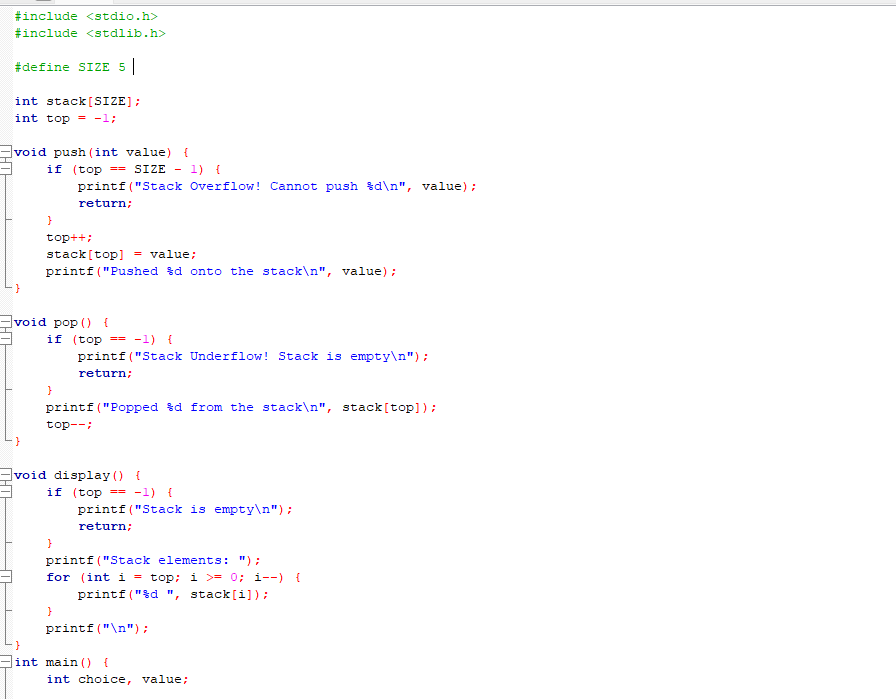 #include <stdio.h>
#include <stdlib.h>
#define SIZE 5
int stack[SIZE];
int top = -1;
void push(int value) {
    if (top == SIZE - 1) {
        printf("Stack Overflow! Cannot push %d\n", value);
        return;
    }
    top++;
    stack[top] = value;
    printf("Pushed %d onto the stack\n", value);
}
void pop() {
    if (top == -1) {
        printf("Stack Underflow! Stack is empty\n");
        return;
    }
    printf("Popped %d from the stack\n", stack[top]);
    top--;
}
void display() {
    if (top == -1) {
        printf("Stack is empty\n");
        return;
    }
    printf("Stack elements: ");
    for (int i = top; i >= 0; i--) {
        printf("%d ", stack[i]);
    }
    printf("\n");
}
int main() {
    int choice, value;